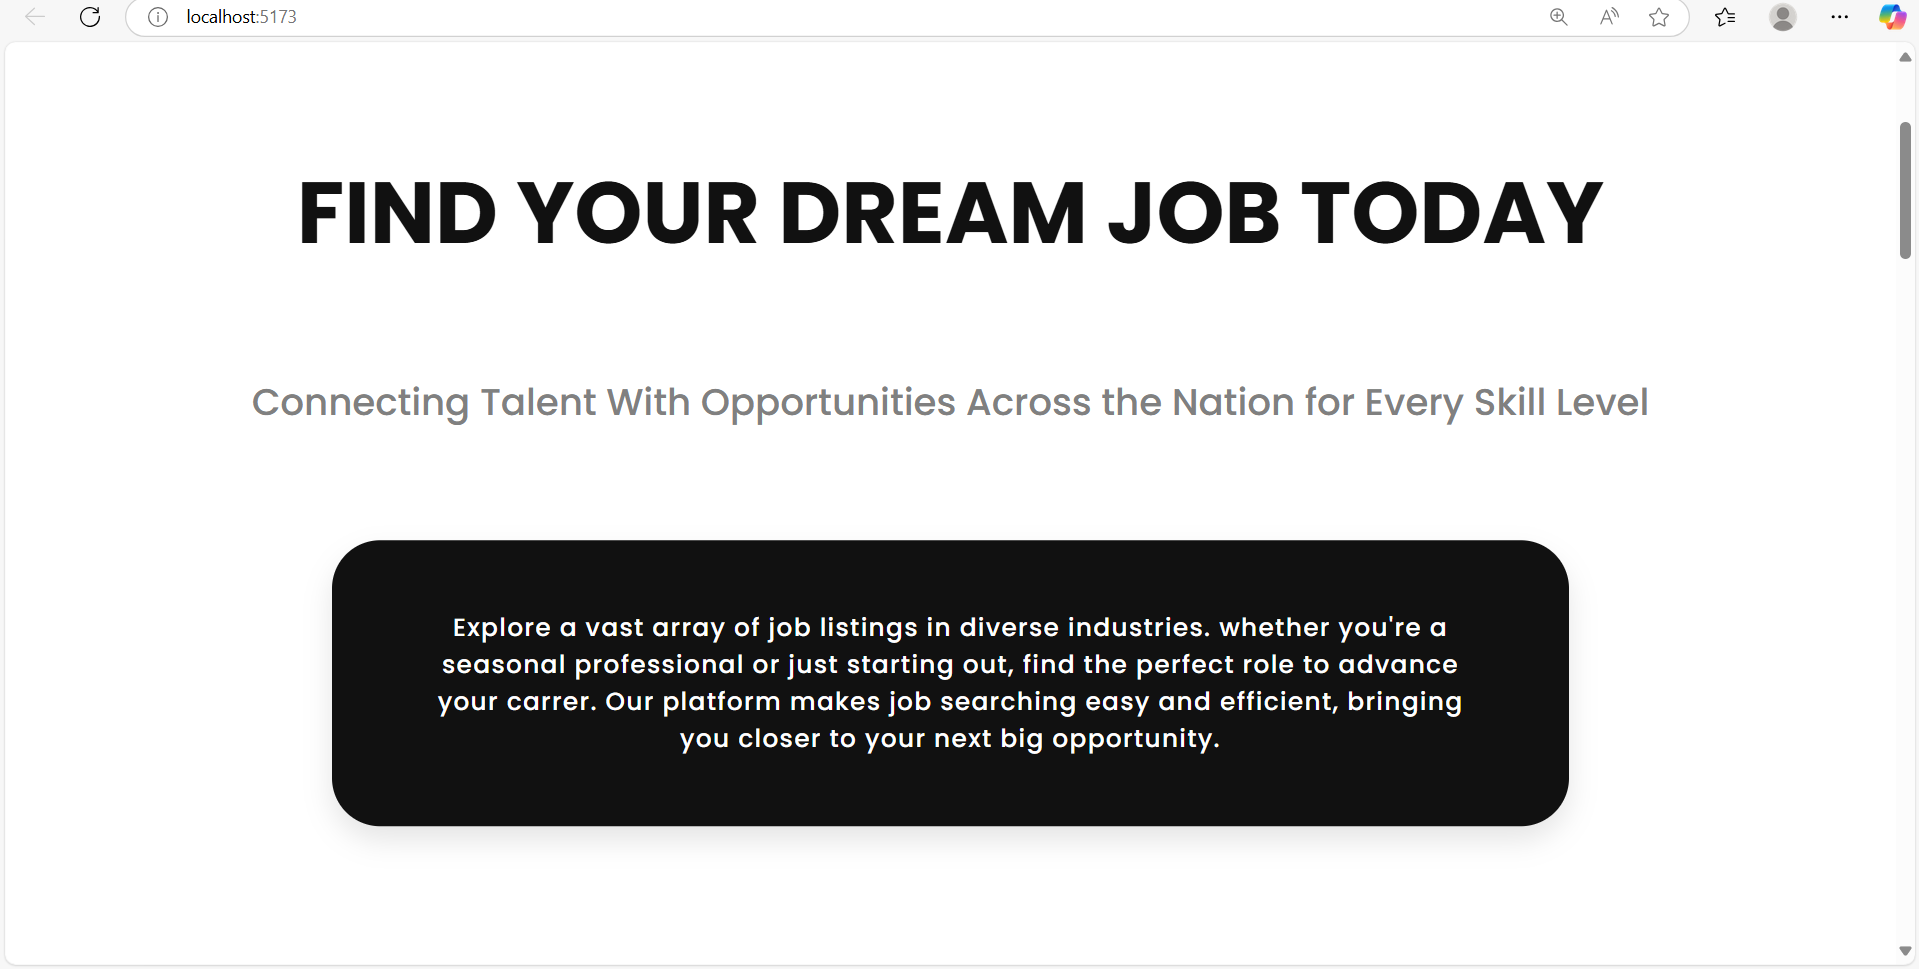 localhost:5173
FIND YOUR DREAM JOB TODAY
Connecting Talent With Opportunities Across the Nation for Every Skill Level
Explore a vast array of job listings in diverse industries. whether you're a
seasonal professional or just starting out, find the perfect role to advance
your carrer. Our platform makes job searching easy and efficient, bringing
you closer to your next big opportunity.